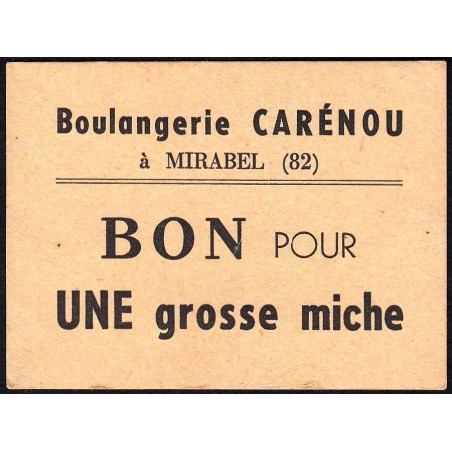 Boulangerie CARÉNOU
à MIRABEL (82)
BON POUR
UNE grosse miche